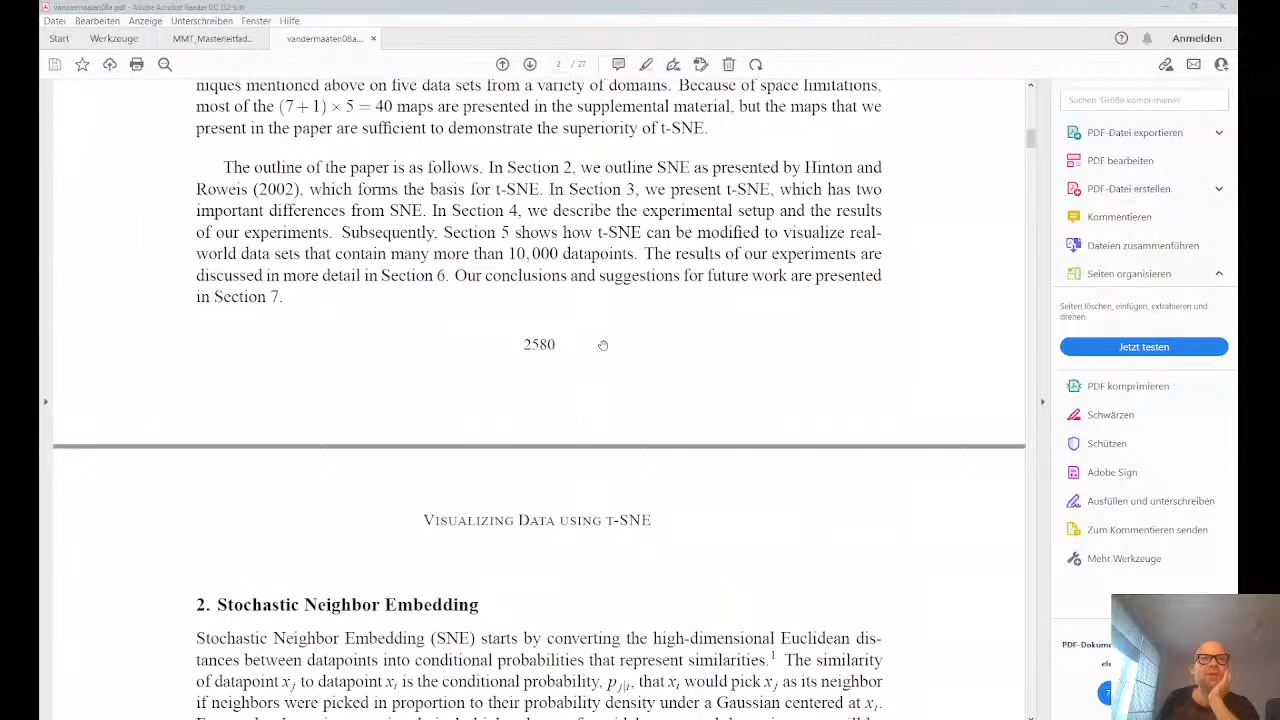 vandermaaten08a.pdf - Adobe Acrobat Reader DC (32-bit)
Datei Bearbeiten Anzeige Unterschreiben Fenster Hilfe
Start Werkzeuge MMT_Masterleitfad... vandermaaten08a... × Anmelden
2 / 27
niques mentioned above on five data sets from a variety of domains. Because of space limitations,
most of the (7+1) × 5 = 40 maps are presented in the supplemental material, but the maps that we
present in the paper are sufficient to demonstrate the superiority of t-SNE.
The outline of the paper is as follows. In Section 2, we outline SNE as presented by Hinton and
Roweis (2002), which forms the basis for t-SNE. In Section 3, we present t-SNE, which has two
important differences from SNE. In Section 4, we describe the experimental setup and the results
of our experiments. Subsequently, Section 5 shows how t-SNE can be modified to visualize real-
world data sets that contain many more than 10,000 datapoints. The results of our experiments are
discussed in more detail in Section 6. Our conclusions and suggestions for future work are presented
in Section 7.
2580
VISUALIZING DATA USING T-SNE
2. Stochastic Neighbor Embedding
Stochastic Neighbor Embedding (SNE) starts by converting the high-dimensional Euclidean dis-
tances between datapoints into conditional probabilities that represent similarities.1 The similarity
of datapoint xj to datapoint xi is the conditional probability, pj|i, that xi would pick xj as its neighbor
if neighbors were picked in proportion to their probability density under a Gaussian centered at xi.
Suchen 'Größe komprimieren'
PDF-Datei exportieren
PDF bearbeiten
PDF-Datei erstellen
Kommentieren
Dateien zusammenführen
Seiten organisieren
Seiten löschen, einfügen, extrahieren und
drehen.
Jetzt testen
PDF komprimieren
Schwärzen
Schützen
Adobe Sign
Ausfüllen und unterschreiben
Zum Kommentieren senden
Mehr Werkzeuge
PDF-Dokum